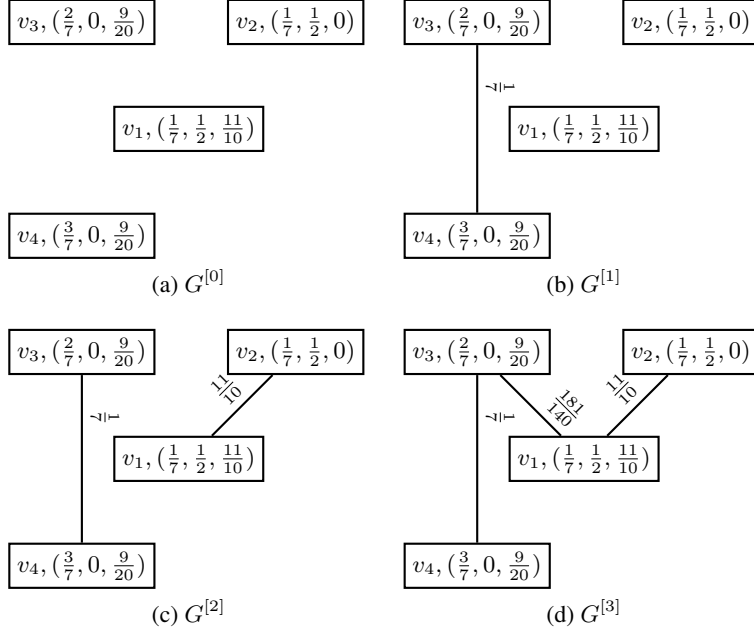 v₃, (2/7, 0, 9/20) v₂, (1/7, 1/2, 0)
v₁, (1/7, 1/2, 11/10)
v₄, (3/7, 0, 9/20)
(a) G^[0]
v₃, (2/7, 0, 9/20) v₂, (1/7, 1/2, 0)
1/7
v₁, (1/7, 1/2, 11/10)
v₄, (3/7, 0, 9/20)
(b) G^[1]
v₃, (2/7, 0, 9/20) v₂, (1/7, 1/2, 0)
1/7 11/10
v₁, (1/7, 1/2, 11/10)
v₄, (3/7, 0, 9/20)
(c) G^[2]
v₃, (2/7, 0, 9/20) v₂, (1/7, 1/2, 0)
1/7 181/140 11/10
v₁, (1/7, 1/2, 11/10)
v₄, (3/7, 0, 9/20)
(d) G^[3]